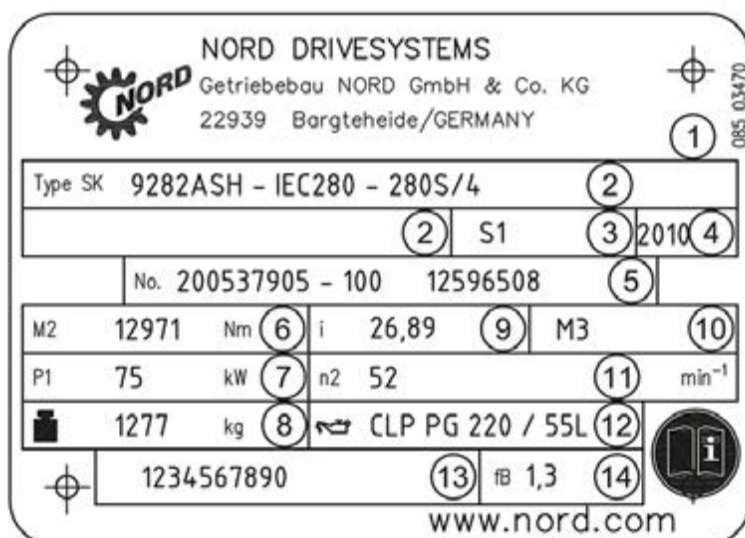 NORD DRIVESYSTEMS
NORD
Getriebebau NORD GmbH & Co. KG
22939 Bargteheide/GERMANY
085 03470
1
Type SK 9282ASH - IEC280 - 280S/4 2
2 S1 3 2010 4
No. 200537905 - 100 12596508 5
M2 12971 Nm 6 i 26,89 9 M3 10
P1 75 kW 7 n2 52 11 min⁻¹
1277 kg 8 CLP PG 220 / 55L 12
i
1234567890 13 fB 1,3 14
www.nord.com